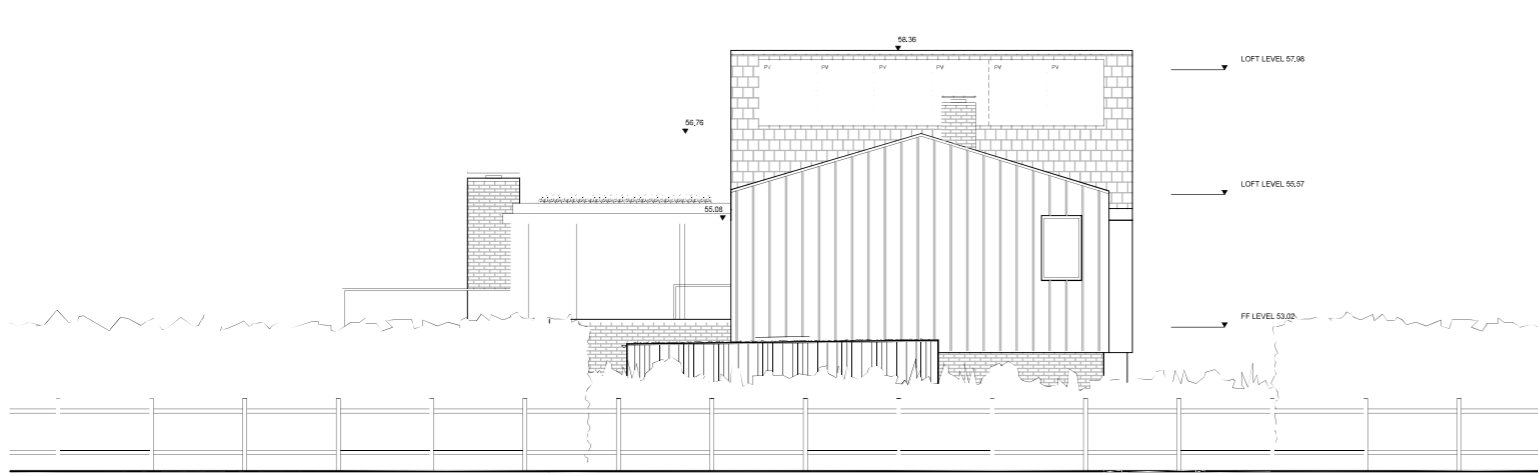 58.36
LOFT LEVEL 57.98
PV PV PV PV PV PV
56.76
LOFT LEVEL 55.57
55.08
FF LEVEL 53.02